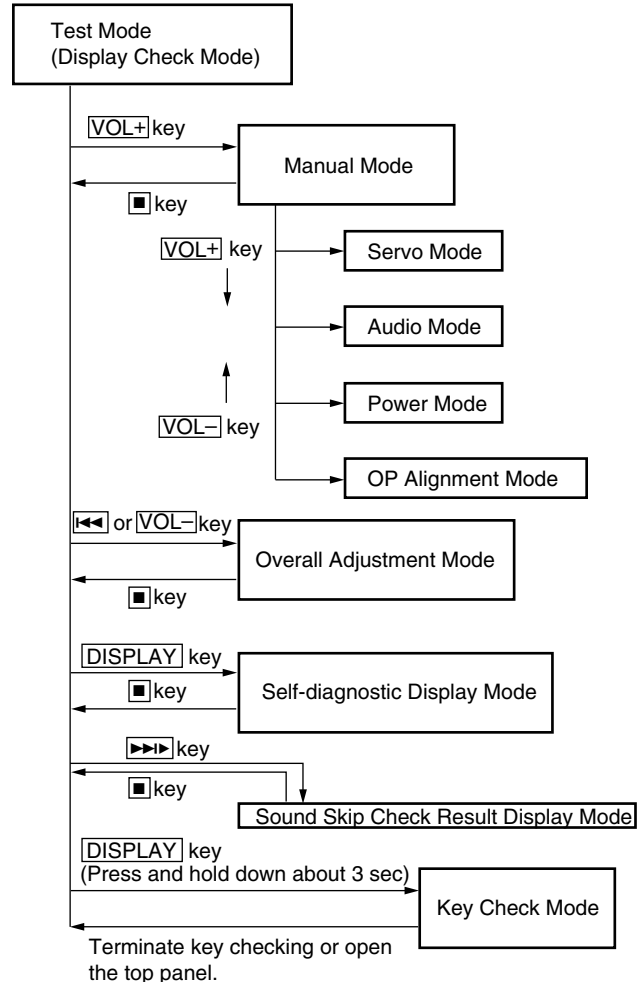 Test Mode
(Display Check Mode)
VOL+ key
Manual Mode
■ key
VOL+ key
Servo Mode
Audio Mode
Power Mode
VOL– key
OP Alignment Mode
⏮ or VOL– key
Overall Adjustment Mode
■ key
DISPLAY key
■ key
Self-diagnostic Display Mode
▶▶I▶ key
■ key
Sound Skip Check Result Display Mode
DISPLAY key
(Press and hold down about 3 sec)
Key Check Mode
Terminate key checking or open
the top panel.